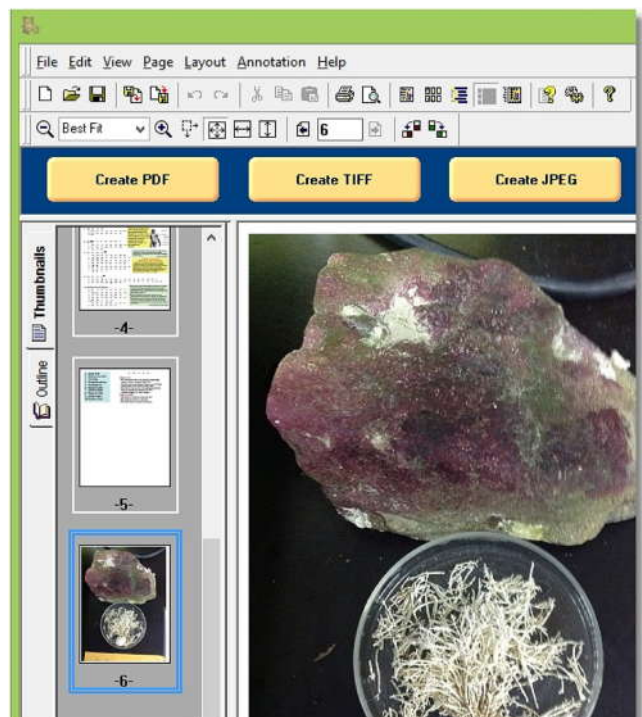 File Edit View Page Layout Annotation Help
Best Fit 6
Create PDF Create TIFF Create JPEG
Thumbnails
Outline
-4-
-5-
-6-